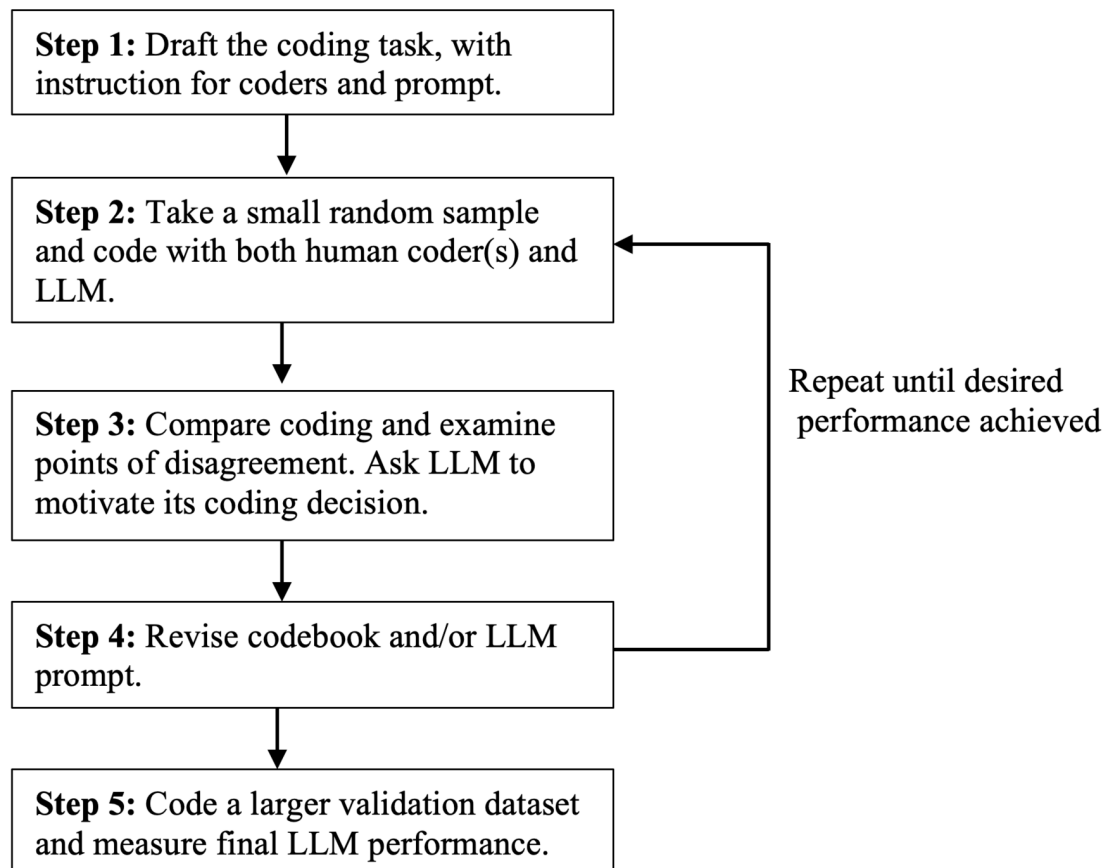 Step 1: Draft the coding task, with
instruction for coders and prompt.
Step 2: Take a small random sample
and code with both human coder(s) and
LLM.
Step 3: Compare coding and examine
points of disagreement. Ask LLM to
motivate its coding decision.
Step 4: Revise codebook and/or LLM
prompt.
Step 5: Code a larger validation dataset
and measure final LLM performance.
Repeat until desired
performance achieved